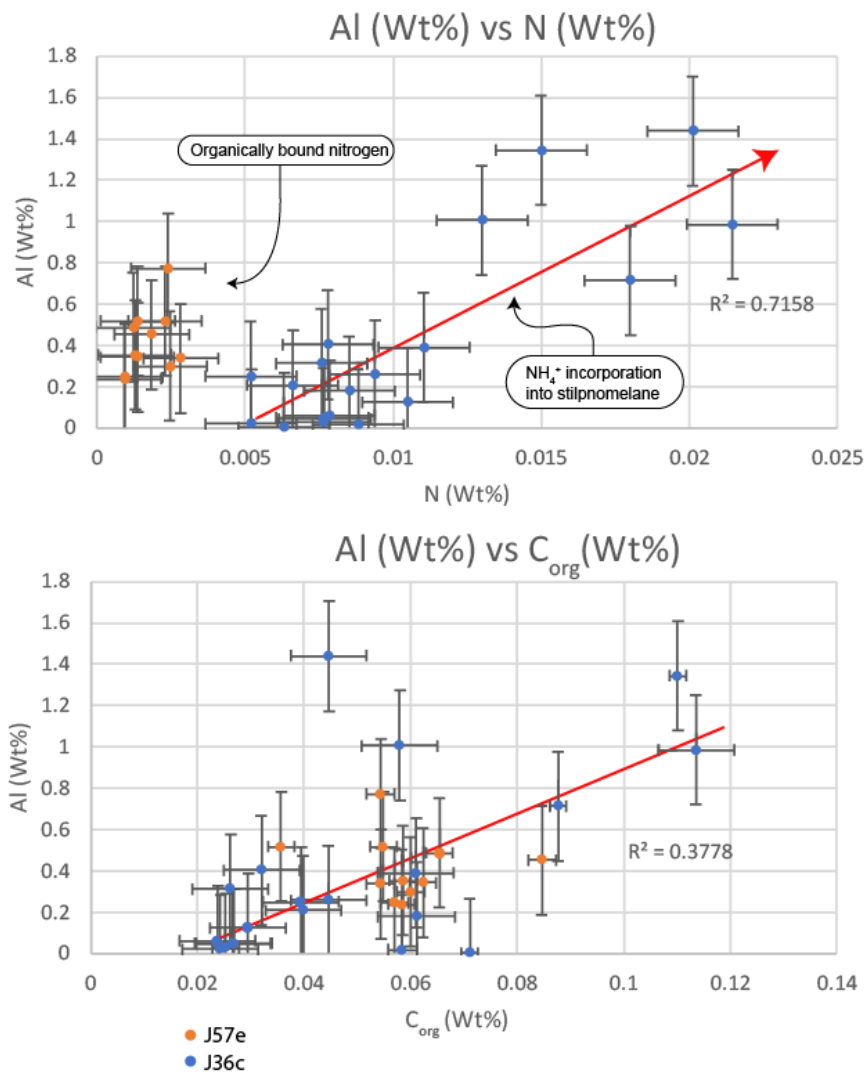 Al (Wt%) vs N (Wt%)
1.8
1.6
1.4
1.2
1
0.8
0.6
0.4
0.2
0
Al (Wt%)
Organically bound nitrogen
R² = 0.7158
NH₄⁺ incorporation
into stilpnomelane
0
0.005
0.01
0.015
0.02
0.025
N (Wt%)
Al (Wt%) vs C_org (Wt%)
1.8
1.6
1.4
1.2
1
0.8
0.6
0.4
0.2
0
Al (Wt%)
R² = 0.3778
0
0.02
0.04
0.06
0.08
0.1
0.12
0.14
C_org (Wt%)
J57e
J36c